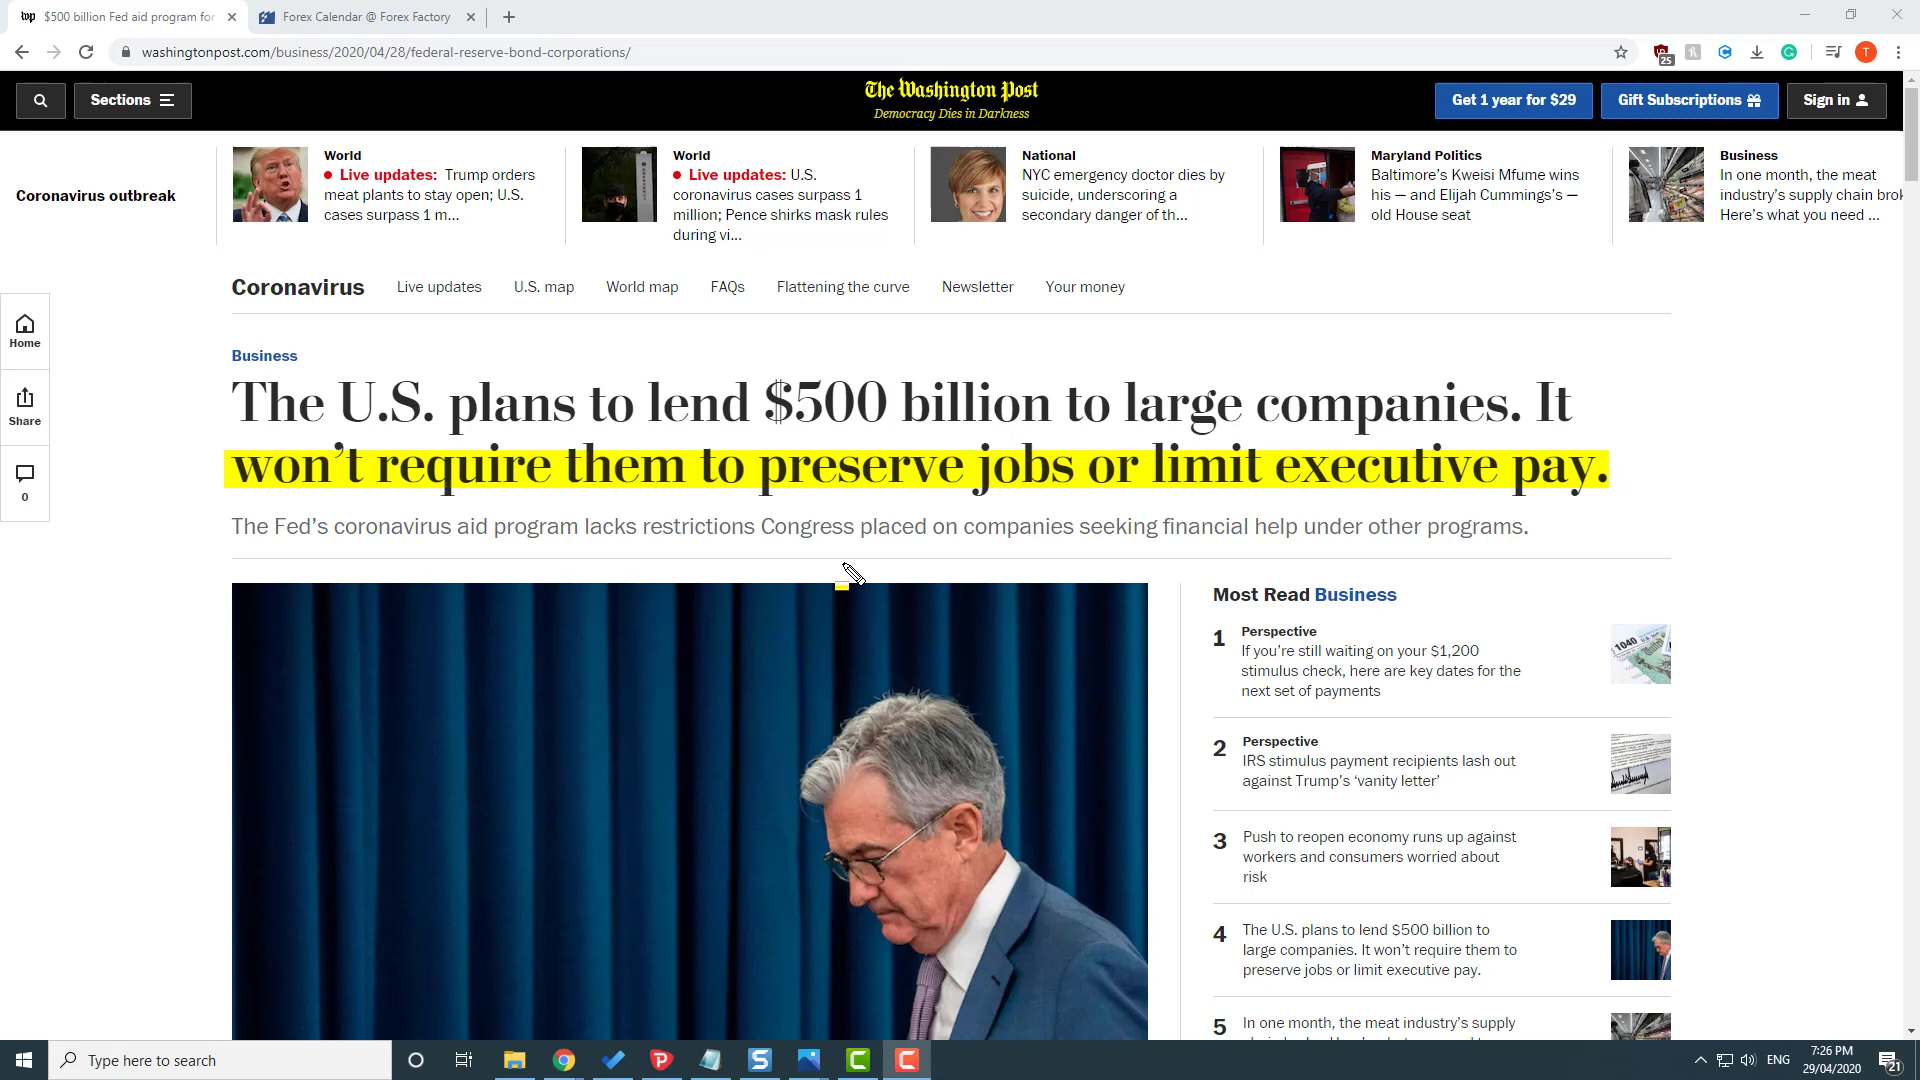 $500 billion Fed aid program for
Forex Calendar @ Forex Factory
washingtonpost.com/business/2020/04/28/federal-reserve-bond-corporations/
25
T
Sections
The Washington Post
Democracy Dies in Darkness
Get 1 year for $29
Gift Subscriptions
Sign in
Coronavirus outbreak
World
Live updates: Trump orders
meat plants to stay open; U.S.
cases surpass 1 m...
World
Live updates: U.S.
coronavirus cases surpass 1
million; Pence shirks mask rules
during vi...
National
NYC emergency doctor dies by
suicide, underscoring a
secondary danger of th...
Maryland Politics
Baltimore's Kweisi Mfume wins
his — and Elijah Cummings's —
old House seat
Business
In one month, the meat
industry's supply chain brok
Here's what you need ...
Coronavirus
Live updates
U.S. map
World map
FAQs
Flattening the curve
Newsletter
Your money
Home
Share
0
Business
The U.S. plans to lend $500 billion to large companies. It
won't require them to preserve jobs or limit executive pay.
The Fed's coronavirus aid program lacks restrictions Congress placed on companies seeking financial help under other programs.
Most Read Business
1
Perspective
If you're still waiting on your $1,200
stimulus check, here are key dates for the
next set of payments
1040
2
Perspective
IRS stimulus payment recipients lash out
against Trump's 'vanity letter'
3
Push to reopen economy runs up against
workers and consumers worried about
risk
4
The U.S. plans to lend $500 billion to
large companies. It won't require them to
preserve jobs or limit executive pay.
5
In one month, the meat industry's supply
Type here to search
ENG
7:26 PM
29/04/2020
21